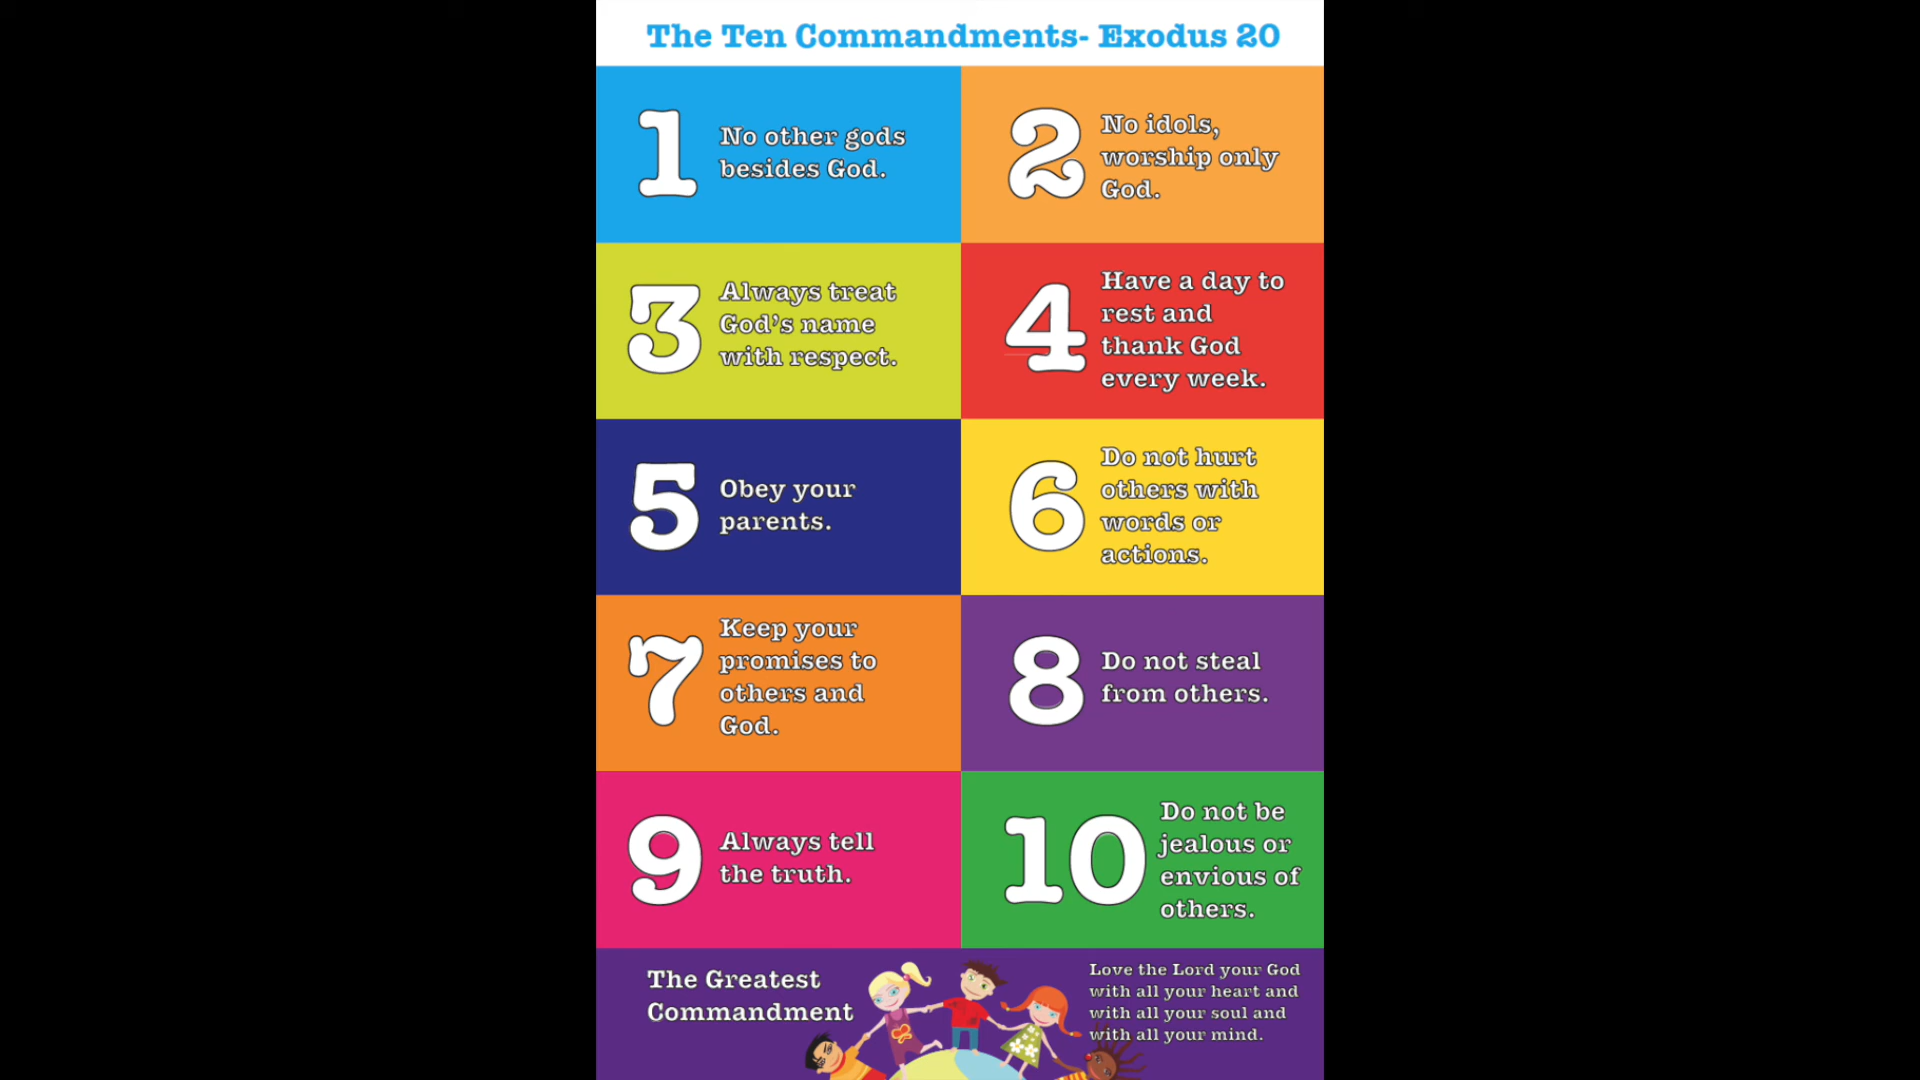 The Ten Commandments- Exodus 20
1
No other gods
besides God.
2
No idols,
worship only
God.
3
Always treat
God's name
with respect.
4
Have a day to
rest and
thank God
every week.
5
Obey your
parents.
6
Do not hurt
others with
words or
actions.
7
Keep your
promises to
others and
God.
8
Do not steal
from others.
9
Always tell
the truth.
10
Do not be
jealous or
envious of
others.
The Greatest
Commandment
Love the Lord your God
with all your heart and
with all your soul and
with all your mind.